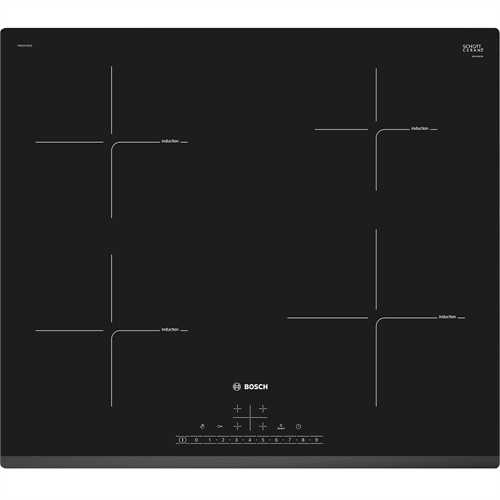 SCHOTT
CERAN®
induction
induction
induction
induction
BOSCH
0 • 1 • 2 • 3 • 4 • 5 • 6 • 7 • 8 • 9